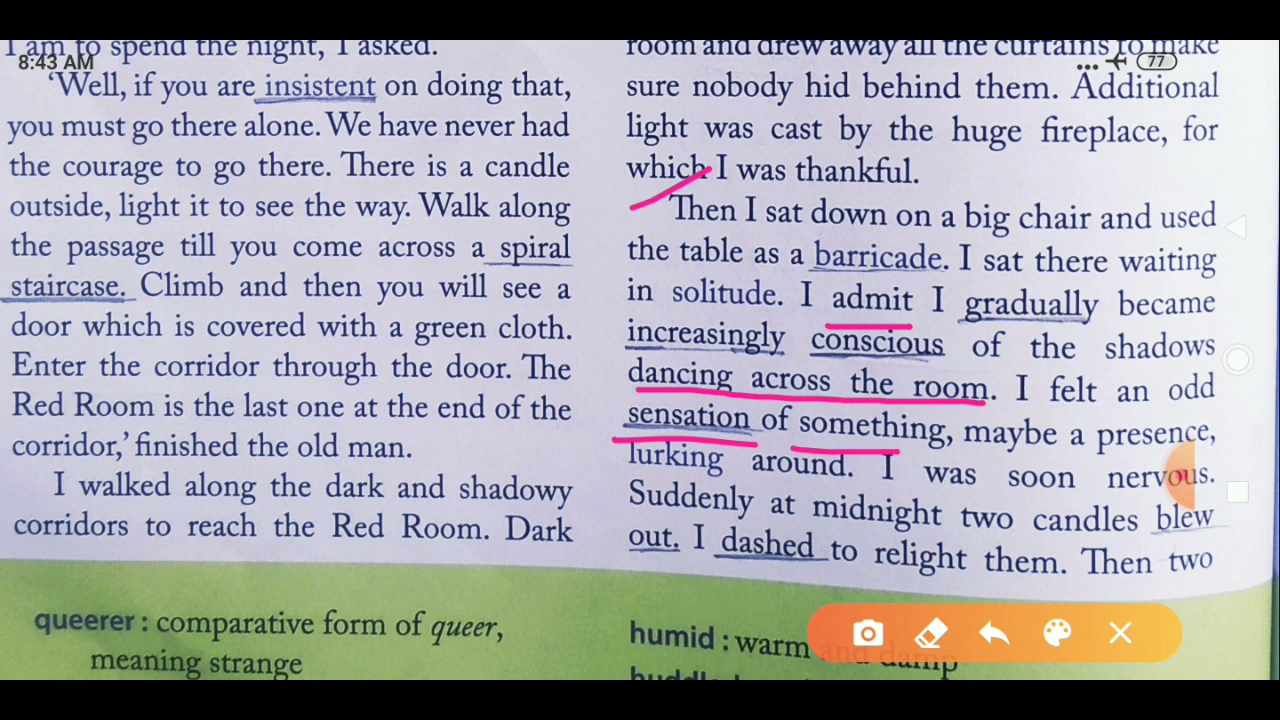 I am to spend the night, I asked.
8:43 AM
'Well, if you are insistent on doing that,
you must go there alone. We have never had
the courage to go there. There is a candle
outside, light it to see the way. Walk along
the passage till you come across a spiral
staircase. Climb and then you will see a
door which is covered with a green cloth.
Enter the corridor through the door. The
Red Room is the last one at the end of the
corridor,' finished the old man.
I walked along the dark and shadowy
corridors to reach the Red Room. Dark
queerer : comparative form of queer,
meaning strange
room and drew away all the curtains to make
77
sure nobody hid behind them. Additional
light was cast by the huge fireplace, for
which I was thankful.
Then I sat down on a big chair and used
the table as a barricade. I sat there waiting
in solitude. I admit I gradually became
increasingly conscious of the shadows
dancing across the room. I felt an odd
sensation of something, maybe a presence,
lurking around. I was soon nervous.
Suddenly at midnight two candles blew
out. I dashed to relight them. Then two
humid : warm and damp